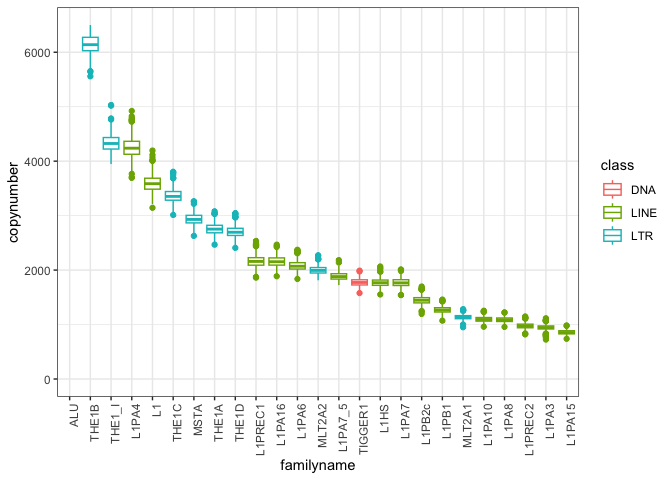 6000
4000
2000
0
copynumber
ALU
THE1B
THE1_I
L1PA4
L1
THE1C
MSTA
THE1A
THE1D
L1PREC1
L1PA16
L1PA6
MLT2A2
L1PA7_5
TIGGER1
L1HS
L1PA7
L1PB2c
L1PB1
MLT2A1
L1PA10
L1PA8
L1PREC2
L1PA3
L1PA15
familyname
class
DNA
LINE
LTR